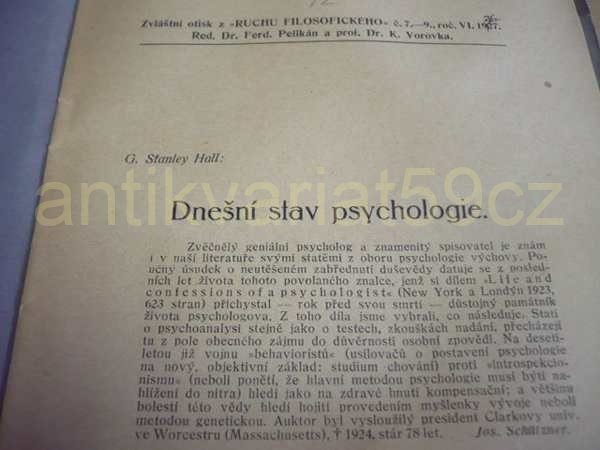 Zvláštní otisk z »RUCHU FILOSOFICKÉHO« č. 7.—9., roč. VI.
Red. Dr. Ferd. Pelikán a prof. Dr. K. Vorovka.
G. Stanley Hall:
antikvariat59cz
Dnešní stav psychologie.
Zvěčnělý geniální psycholog a znamenitý spisovatel je znám
i v naší literatuře svými statěmi z oboru psychologie výchovy. Po-
učný úsudek o neutěšeném zabřednutí duševědy datuje se z posled-
ních let života tohoto povolaného znalce, jenž si dílem »Life and
confessions of a psychologist« (New York a Londýn 1923,
623 stran) přichystal — rok před svou smrtí — důstojný památník
života psychologova. Z toho díla jsme vybrali, co následuje. Stati
o psychoanalysi stejně jako o testech, zkouškách nadání, přecházejí
tu z pole obecného zájmu do důvěrnosti osobní zpovědi. Na deseti-
letou již vojnu »behavioristů« (usilovačů o postavení psychologie
na nový, objektivní základ: studium chování) proti »introspekcio-
nismu« (neboli ponětí, že hlavní metodou psychologie musí býti na-
hlížení do nitra) hledí jako na zdravé hnutí kompensační; a většinu
bolestí této vědy hledí hojiti provedením myšlenky vývoje neboli
metodou genetickou. Auktor byl vysloužilý president Clarkovy univ.
ve Worcestru (Massachusetts), † 1924, stár 78 let. Jos. Schützner.